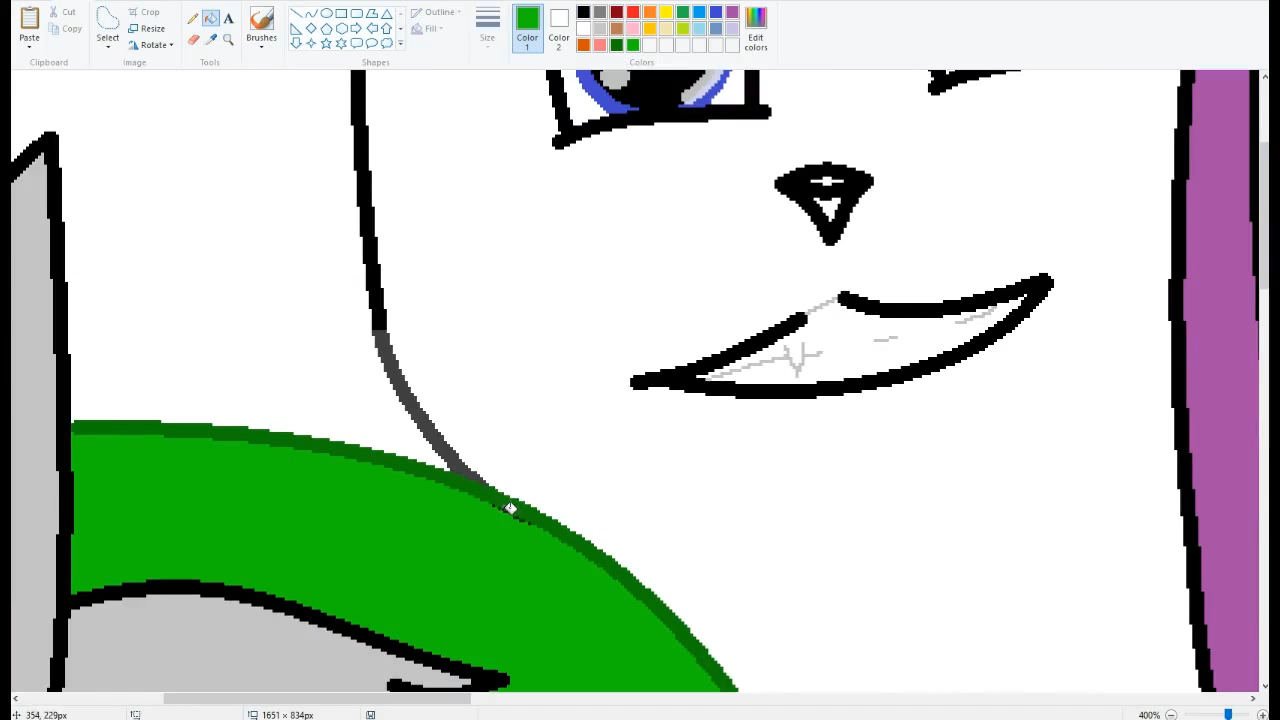 Paste
Cut
Copy
Clipboard
Select
Crop
Resize
Rotate
Image
A
Tools
Brushes
Shapes
Outline
Fill
Size
Color 1
Color 2
Edit colors
Colors
354, 229px
1651 × 834px
400%